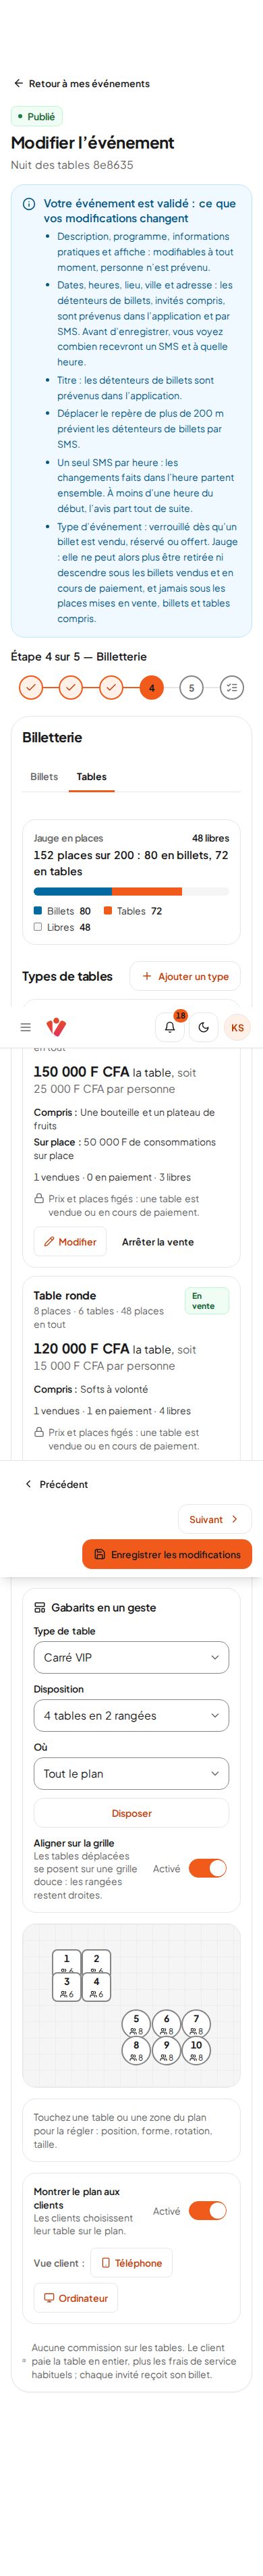 Retour à mes événements
Publié
Modifier l'événement
Nuit des tables 8e8635
Votre événement est validé : ce que
vos modifications changent
Description, programme, informations
pratiques et affiche : modifiables à tout
moment, personne n'est prévenu.
Dates, heures, lieu, ville et adresse : les
détenteurs de billets, invités compris,
sont prévenus dans l'application et par
SMS. Avant d'enregistrer, vous voyez
combien recevront un SMS et à quelle
heure.
Titre : les détenteurs de billets sont
prévenus dans l'application.
Déplacer le repère de plus de 200 m
prévient les détenteurs de billets par
SMS.
Un seul SMS par heure : les
changements faits dans l'heure partent
ensemble. À moins d'une heure du
début, l'avis part tout de suite.
Type d'événement : verrouillé dès qu'un
billet est vendu, réservé ou offert. Jauge
: elle ne peut alors plus être retirée ni
descendre sous les billets vendus et en
cours de paiement, et jamais sous les
places mises en vente, billets et tables
compris.
Étape 4 sur 5 — Billetterie
4
5
Billetterie
Billets
Tables
Jauge en places
48 libres
152 places sur 200 : 80 en billets, 72
en tables
Billets 80
Tables 72
Libres 48
Types de tables
Ajouter un type
18
KS
en tout
150 000 F CFA la table, soit
25 000 F CFA par personne
Compris : Une bouteille et un plateau de
fruits
Sur place : 50 000 F de consommations
sur place
1 vendues · 0 en paiement · 3 libres
Prix et places figés : une table est
vendue ou en cours de paiement.
Modifier
Arrêter la vente
Table ronde
En
vente
8 places · 6 tables · 48 places
en tout
120 000 F CFA la table, soit
15 000 F CFA par personne
Compris : Softs à volonté
1 vendues · 1 en paiement · 4 libres
Prix et places figés : une table est
vendue ou en cours de paiement.
Précédent
Suivant
Enregistrer les modifications
Gabarits en un geste
Type de table
Carré VIP
Disposition
4 tables en 2 rangées
Où
Tout le plan
Disposer
Aligner sur la grille
Les tables déplacées
se posent sur une grille
douce : les rangées
restent droites.
Activé
1
2
3
4
6
6
5
6
7
8
8
8
8
9
10
8
8
8
Touchez une table ou une zone du plan
pour la régler : position, forme, rotation,
taille.
Montrer le plan aux
clients
Les clients choisissent
leur table sur le plan.
Activé
Vue client :
Téléphone
Ordinateur
Aucune commission sur les tables. Le client
paie la table en entier, plus les frais de service
habituels ; chaque invité reçoit son billet.